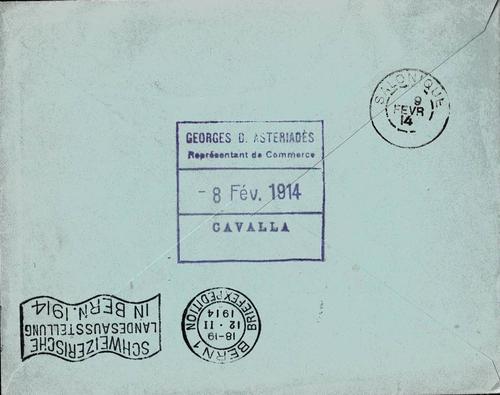 SALONIQUE
9
FEVR
14
GEORGES D. ASTERIADÈS
Représentant de Commerce
- 8 Fév. 1914
CAVALLA
SCHWEIZERISCHE
LANDESAUSSTELLUNG
IN BERN. 1914
BERN 1
18-19
12·II
1914
BRIEFEXPEDITION